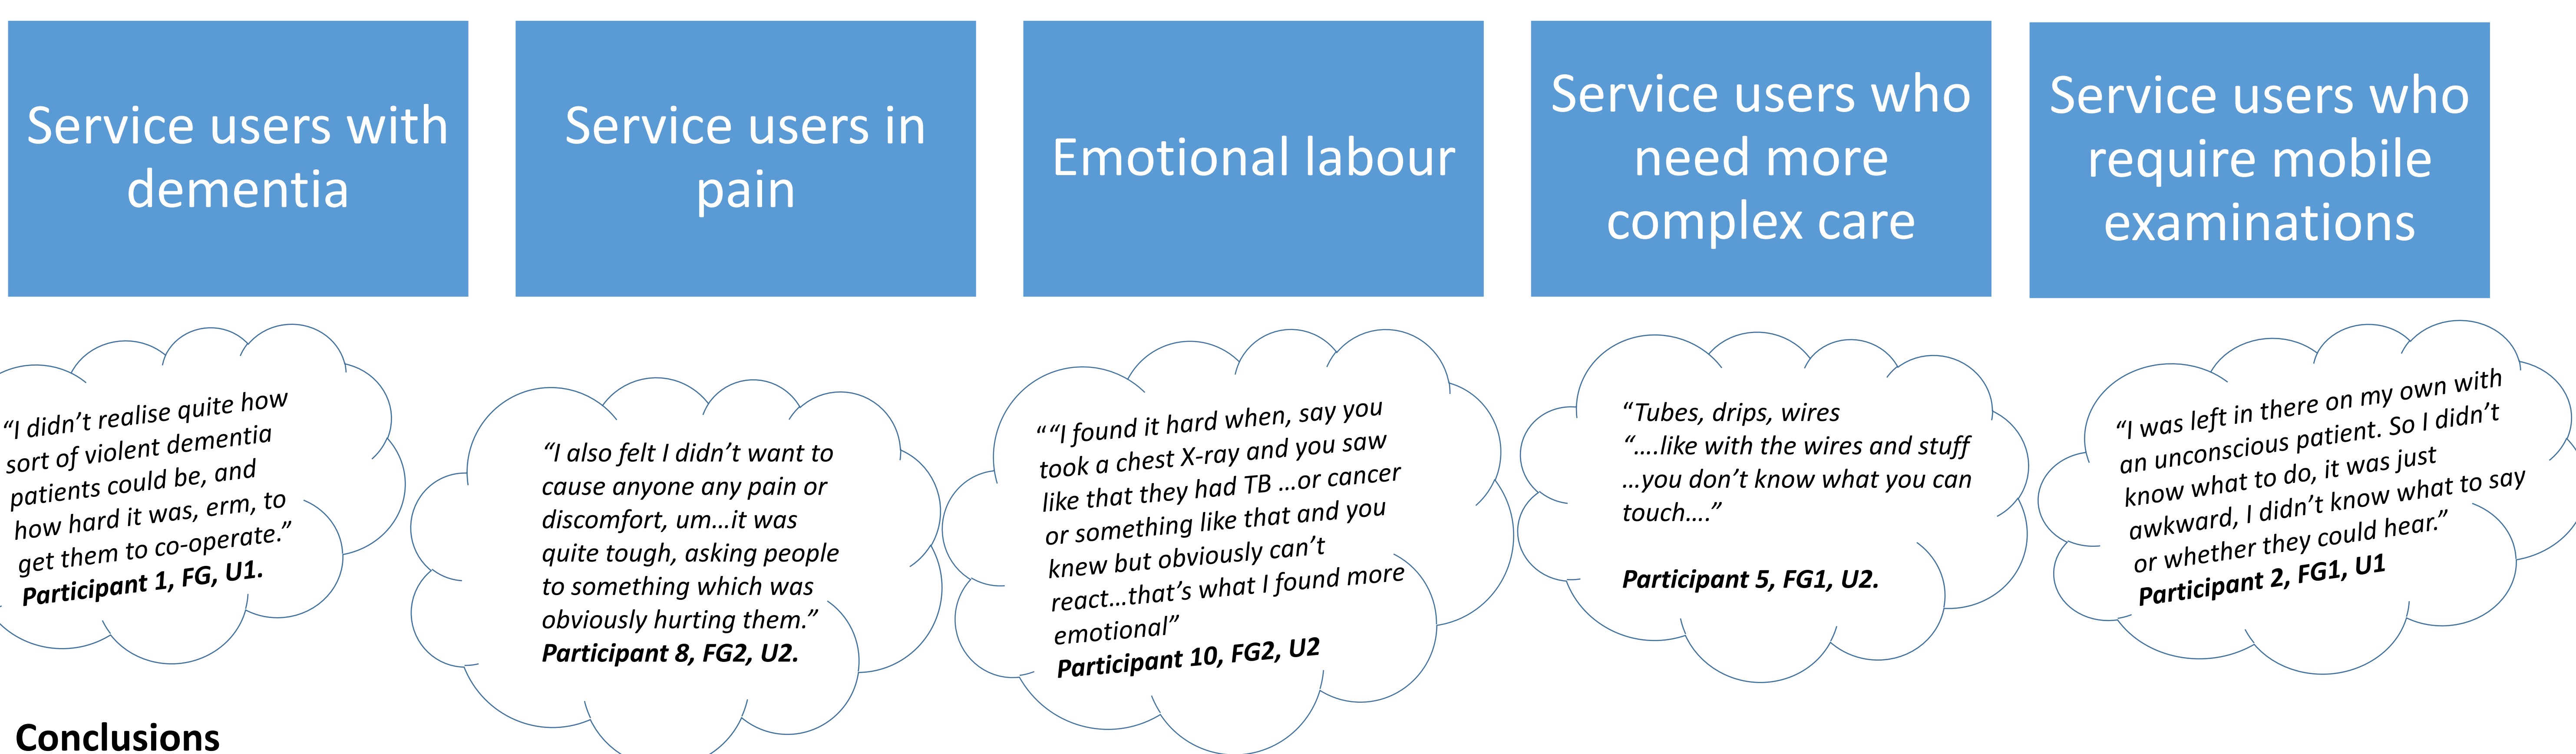 Service users with
dementia
Service users in
pain
Emotional labour
Service users who
need more
complex care
Service users who
require mobile
examinations
“I didn’t realise quite how
sort of violent dementia
patients could be, and
how hard it was, erm, to
get them to co-operate.”
Participant 1, FG, U1.
“I also felt I didn’t want to
cause anyone any pain or
discomfort, um…it was
quite tough, asking people
to something which was
obviously hurting them.”
Participant 8, FG2, U2.
““I found it hard when, say you
took a chest X-ray and you saw
like that they had TB …or cancer
or something like that and you
knew but obviously can’t
react…that’s what I found more
emotional”
Participant 10, FG2, U2
“Tubes, drips, wires
“….like with the wires and stuff
…you don’t know what you can
touch….”
Participant 5, FG1, U2.
“I was left in there on my own with
an unconscious patient. So I didn’t
know what to do, it was just
awkward, I didn’t know what to say
or whether they could hear.”
Participant 2, FG1, U1
Conclusions